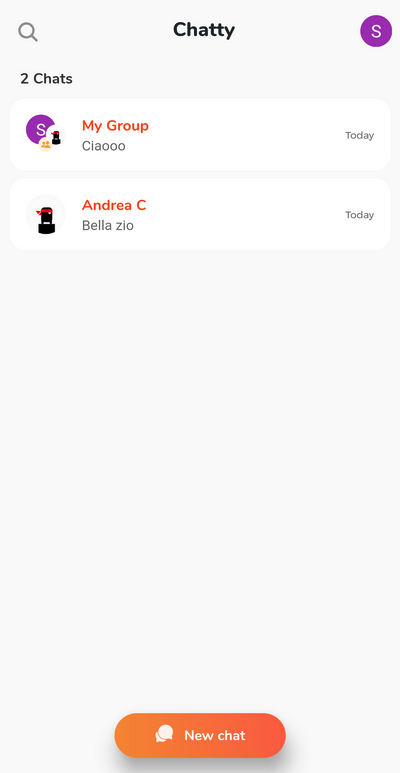 Chatty
S
2 Chats
S
My Group
Ciaooo
Today
Andrea C
Bella zio
Today
New chat